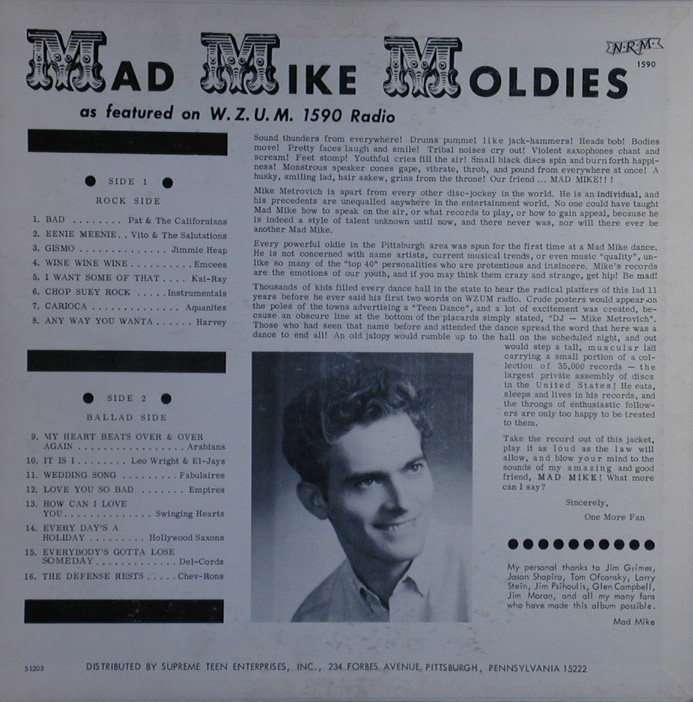 MAD MIKE MOLDIES
N·R·M·
1590
as featured on W.Z.U.M. 1590 Radio
SIDE 1
ROCK SIDE
1. BAD ........ Pat & The Californians
2. EENIE MEENIE.. Vito & The Salutations
3. GISMO .............. Jimmie Heap
4. WINE WINE WINE .......... Emcees
5. I WANT SOME OF THAT .... Kai-Ray
6. CHOP SUEY ROCK ..... Instrumentals
7. CARIOCA ............... Aquanites
8. ANY WAY YOU WANTA ...... Harvey
SIDE 2
BALLAD SIDE
9. MY HEART BEATS OVER & OVER
AGAIN ................. Arabians
10. IT IS I ........ Leo Wright & El-Jays
11. WEDDING SONG ......... Fabulaires
12. LOVE YOU SO BAD ....... Empires
13. HOW CAN I LOVE
YOU.............. Swinging Hearts
14. EVERY DAY'S A
HOLIDAY ......... Hollywood Saxons
15. EVERYBODY'S GOTTA LOSE
SOMEDAY ............. Del-Cords
16. THE DEFENSE RESTS ..... Chev-Rons
Sound thunders from everywhere! Drums pummel like jack-hammers! Heads bob! Bodies
move! Pretty faces laugh and smile! Tribal noises cry out! Violent saxophones chant and
scream! Feet stomp! Youthful cries fill the air! Small black discs spin and burn forth happi-
ness! Monstrous speaker cones gape, vibrate, throb, and pound from everywhere at once! A
husky, smiling lad, hair askew, grins from the throne! Our friend ... MAD MIKE!!!
Mike Metrovich is apart from every other disc-jockey in the world. He is an individual, and
his precedents are unequalled anywhere in the entertainment world. No one could have taught
Mad Mike how to speak on the air, or what records to play, or how to gain appeal, because he
is indeed a style of talent unknown until now, and there never was, nor will there ever be
another Mad Mike.
Every powerful oldie in the Pittsburgh area was spun for the first time at a Mad Mike dance.
He is not concerned with name artists, current musical trends, or even music "quality", un-
like so many of the "top 40" personalities who are pretentious and insincere. Mike's records
are the emotions of our youth, and if you may think them crazy and strange, get hip! Be mad!
Thousands of kids filled every dance hall in the state to hear the radical platters of this lad 11
years before he ever said his first two words on WZUM radio. Crude posters would appear on
the poles of the towns advertising a "Teen Dance", and a lot of excitement was created, be-
cause an obscure line at the bottom of the placards simply stated, "DJ - Mike Metrovich".
Those who had seen that name before and attended the dance spread the word that here was a
dance to end all! An old jalopy would rumble up to the hall on the scheduled night, and out
would step a tall, muscular lad
carrying a small portion of a col-
lection of 35,000 records — the
largest private assembly of discs
in the United States! He eats,
sleeps and lives in his records, and
the throngs of enthusiastic follow-
ers are only too happy to be treated
to them.
Take the record out of this jacket,
play it as loud as the law will
allow, and blow your mind to the
sounds of my amazing and good
friend, MAD MIKE! What more
can I say?
Sincerely,
One More Fan
My personal thanks to Jim Grimes,
Jason Shapiro, Tom Ofcansky, Larry
Stein, Jim Psihoulis, Glen Campbell,
Jim Moran, and all my many fans
who have made this album possible.
Mad Mike
S1203
DISTRIBUTED BY SUPREME TEEN ENTERPRISES, INC., 234 FORBES AVENUE, PITTSBURGH, PENNSYLVANIA 15222